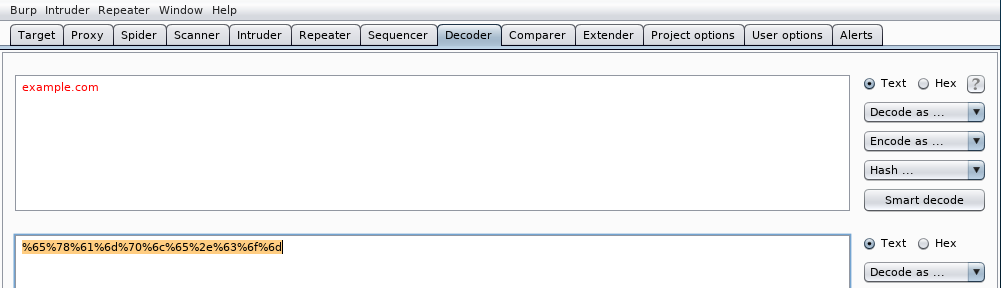 Burp Intruder Repeater Window Help
Target Proxy Spider Scanner Intruder Repeater Sequencer Decoder Comparer Extender Project options User options Alerts
example.com
Text Hex ?
Decode as ...
Encode as ...
Hash ...
Smart decode
%65%78%61%6d%70%6c%65%2e%63%6f%6d
Text Hex
Decode as ...